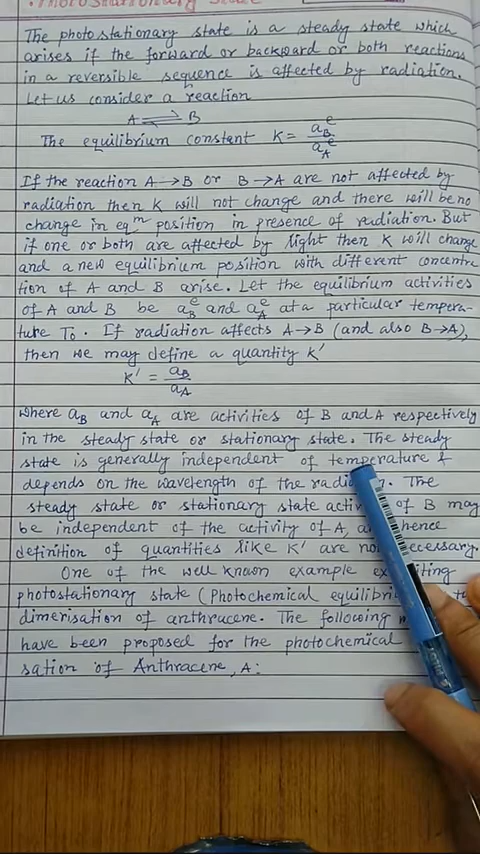 The photostationary state is a steady state which
arises if the forward or backward or both reactions
in a reversible sequence is affected by radiation.
Let us consider a reaction
A ⇌ B
The equilibrium constant K = a_B^e / a_A^e
If the reaction A→B or B→A are not affected by
radiation then K will not change and there will be no
change in eqm position in presence of radiation. But
if one or both are affected by light then K will change
and a new equilibrium position with different concentra
tion of A and B arise. Let the equilibrium activities
of A and B be a_B^e and a_A^e at a particular tempera-
ture T₀. If radiation affects A→B (and also B→A),
then we may define a quantity K'
K' = a_B / a_A
where a_B and a_A are activities of B and A respectively
in the steady state or stationary state. The steady
state is generally independent of temperature &
depends on the wavelength of the The
steady state or stationary state of B may
be independent of the activity of A, hence
definition of quantities like K' are necessary.
One of the well known example
photostationary state (Photochemical
dimerisation of anthracene. The following
have been proposed for the photochemical
sation of Anthracene, A: